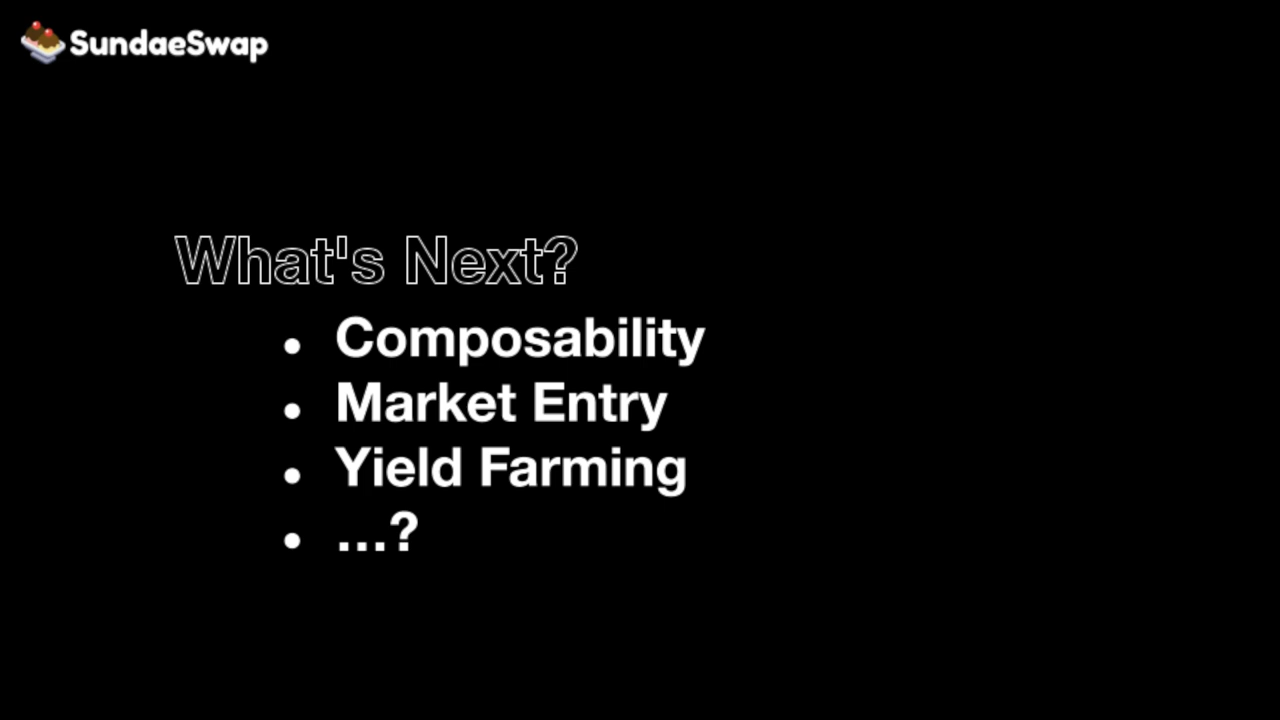 SundaeSwap
What's Next?
• Composability
• Market Entry
• Yield Farming
• ...?